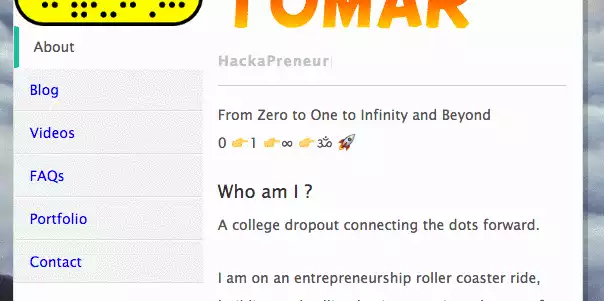 TOMAR
About
Blog
Videos
FAQs
Portfolio
Contact
HackaPreneur
From Zero to One to Infinity and Beyond
0 👉1 👉∞ 👉ॐ 🚀
Who am I ?
A college dropout connecting the dots forward.
I am on an entrepreneurship roller coaster ride,